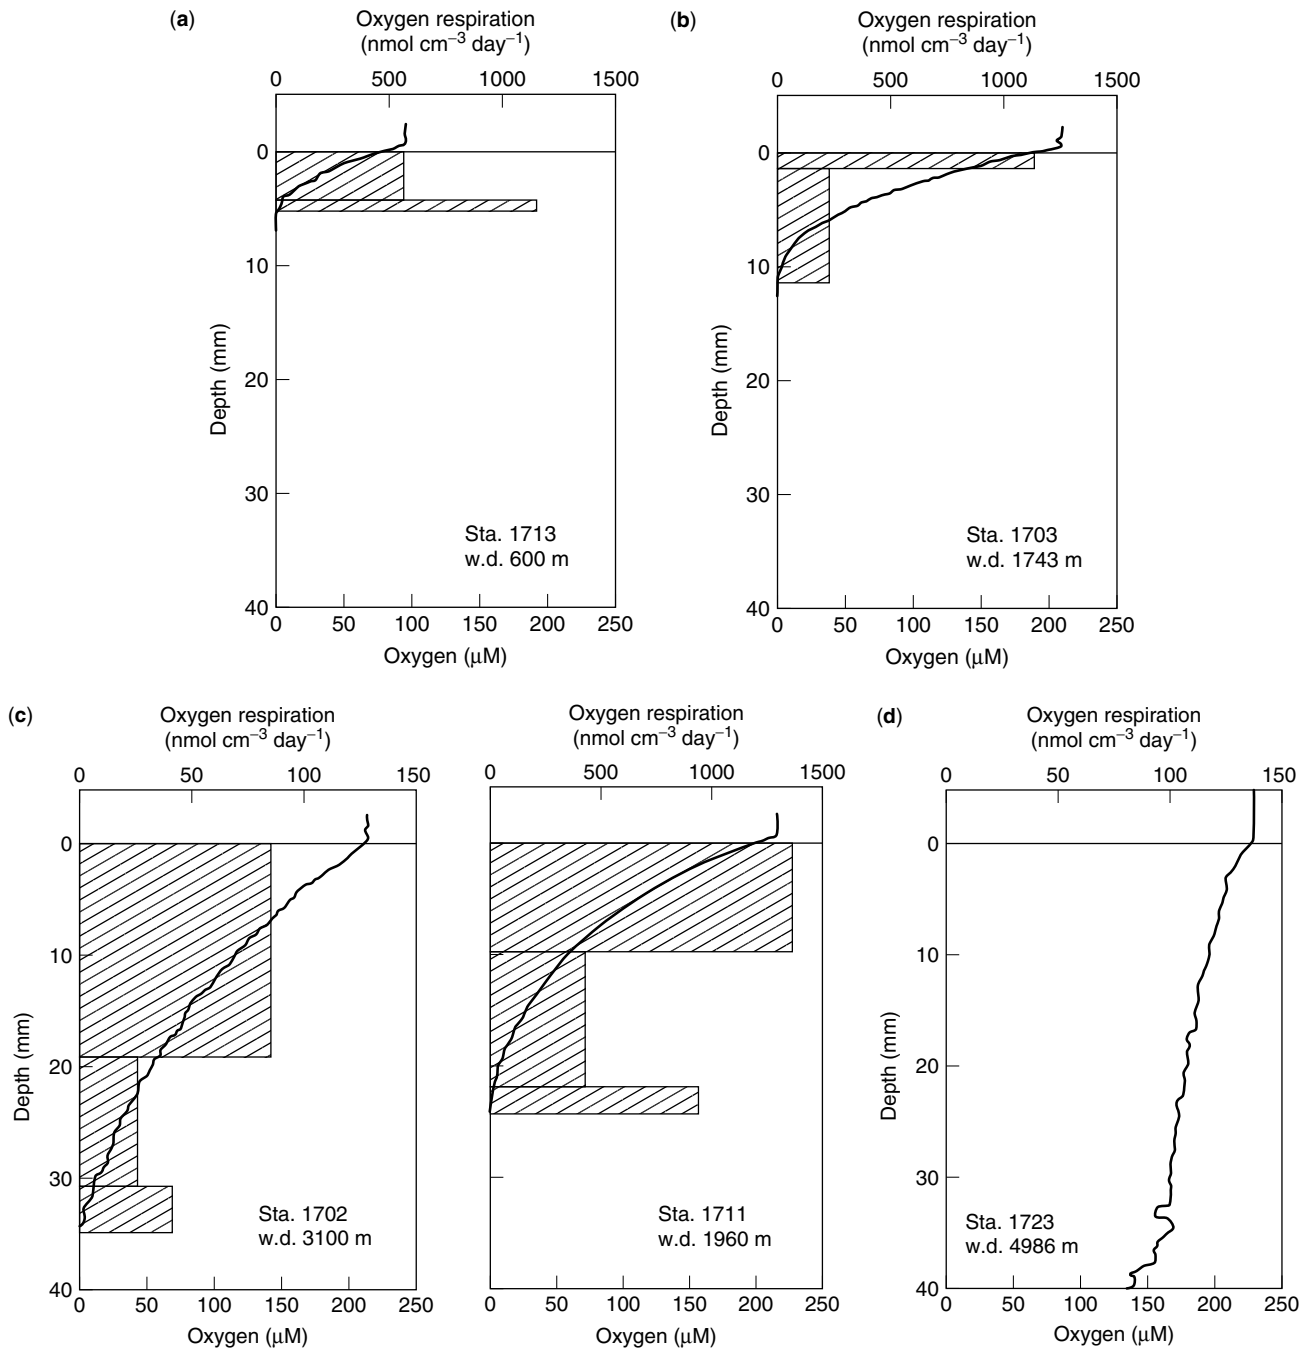 (a)
Oxygen respiration
(nmol cm⁻³ day⁻¹)
0 500 1000 1500
0
10
20
30
40
Depth (mm)
Sta. 1713
w.d. 600 m
0 50 100 150 200 250
Oxygen (μM)
(b)
Oxygen respiration
(nmol cm⁻³ day⁻¹)
0 500 1000 1500
0
10
20
30
40
Depth (mm)
Sta. 1703
w.d. 1743 m
0 50 100 150 200 250
Oxygen (μM)
(c)
Oxygen respiration
(nmol cm⁻³ day⁻¹)
0 50 100 150
0
10
20
30
40
Depth (mm)
Sta. 1702
w.d. 3100 m
0 50 100 150 200
Oxygen (μM)
Oxygen respiration
(nmol cm⁻³ day⁻¹)
0 500 1000 1500
Sta. 1711
w.d. 1960 m
0 50 100 150 200 250
Oxygen (μM)
(d)
Oxygen respiration
(nmol cm⁻³ day⁻¹)
0 50 100 150
0
10
20
30
40
Depth (mm)
Sta. 1723
w.d. 4986 m
0 50 100 150 200 250
Oxygen (μM)